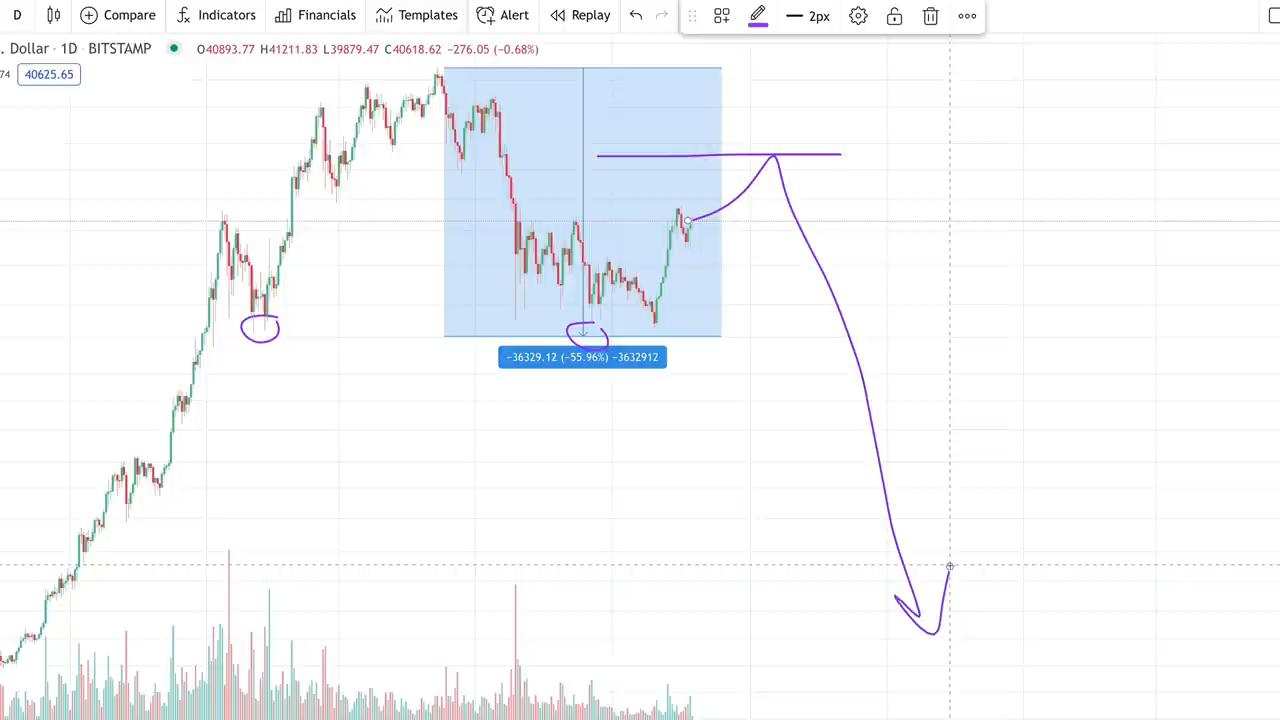 D Compare Indicators Financials Templates Alert Replay 2px
. Dollar · 1D · BITSTAMP O40893.77 H41211.83 L39879.47 C40618.62 −276.05 (−0.68%)
74 40625.65
−36329.12 (−55.96%) −3632912